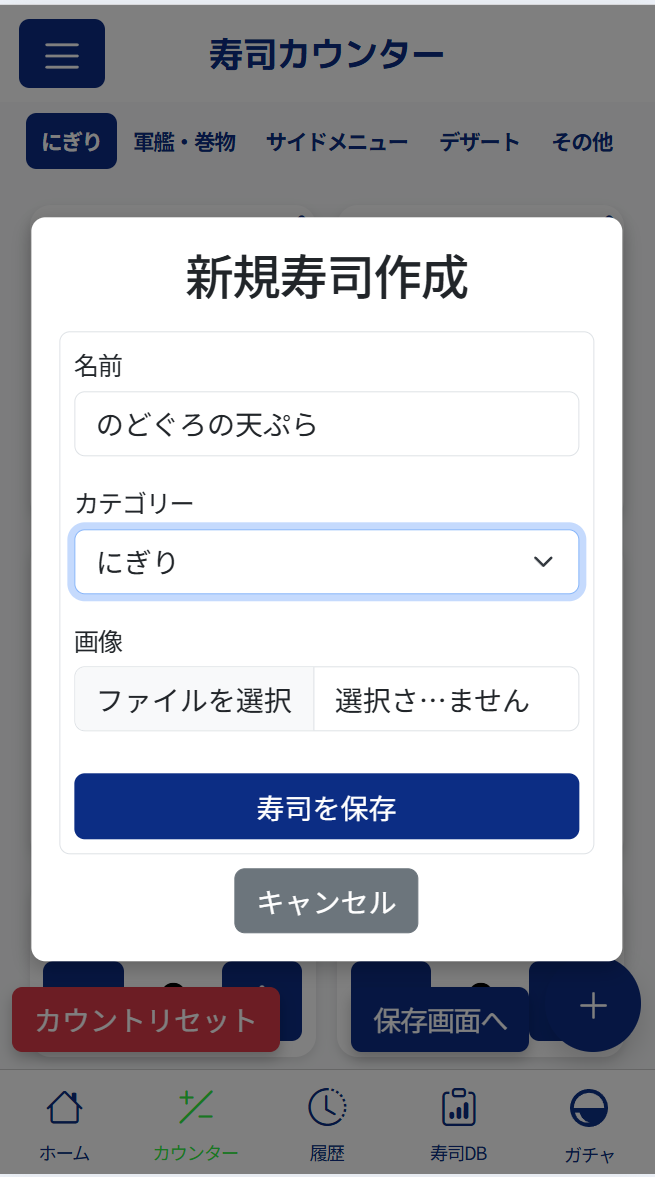 寿司カウンター
にぎり 軍艦・巻物 サイドメニュー デザート その他
新規寿司作成
名前
のどぐろの天ぷら
カテゴリー
にぎり
画像
ファイルを選択 選択さ…ません
寿司を保存
キャンセル
カウントリセット 保存画面へ
ホーム カウンター 履歴 寿司DB ガチャ